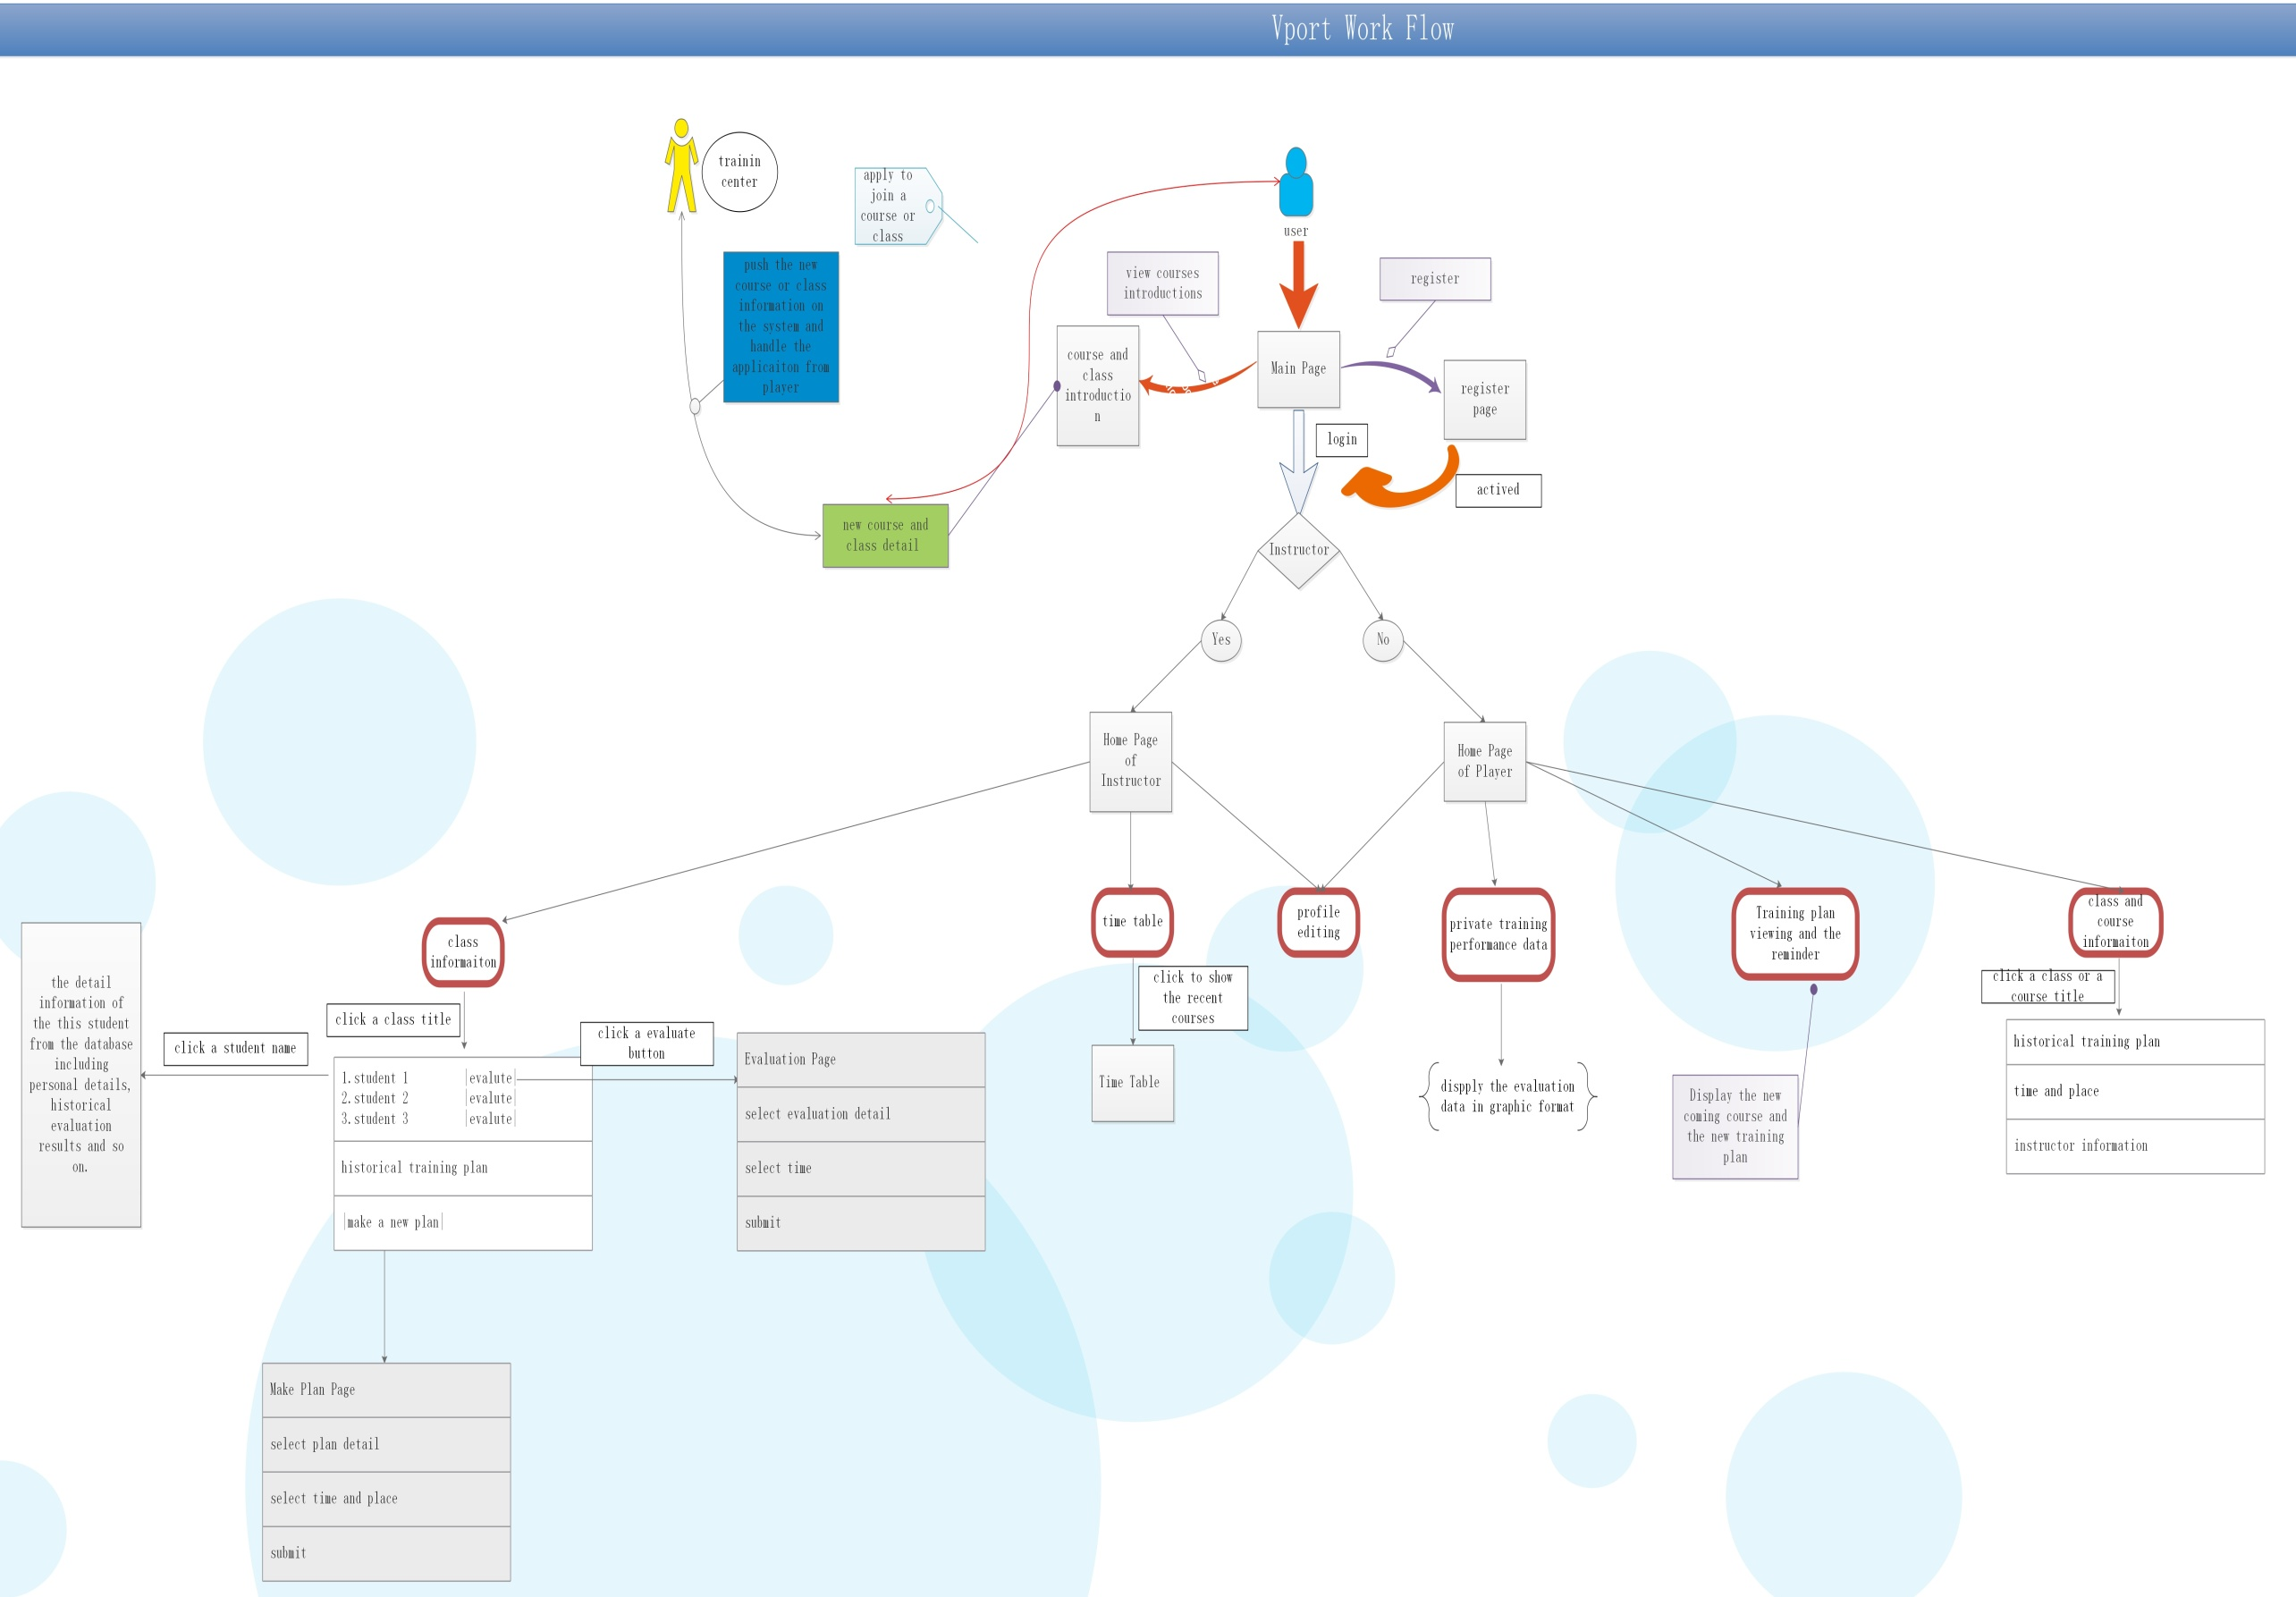 Vport Work Flow
trainin
center
apply to
join a
course or
class
user
push the new
course or class
information on
the system and
handle the
applicaiton from
player
view courses
introductions
register
course and
class
introductio
n
Main Page
register
page
login
actived
new course and
class detail
Instructor
Yes
No
Home Page
of
Instructor
Home Page
of Player
class
informaiton
time table
profile
editing
private training
performance data
Training plan
viewing and the
reminder
class and
course
informaiton
the detail
information of
the this student
from the database
including
personal details,
historical
evaluation
results and so
on.
click a student name
click a class title
click a evaluate
button
click to show
the recent
courses
click a class or a
course title
1.student 1 |evalute|
2.student 2 |evalute|
3.student 3 |evalute|
historical training plan
|make a new plan|
Evaluation Page
select evaluation detail
select time
submit
Time Table
dispply the evaluation
data in graphic format
Display the new
coming course and
the new training
plan
historical training plan
time and place
instructor information
Make Plan Page
select plan detail
select time and place
submit